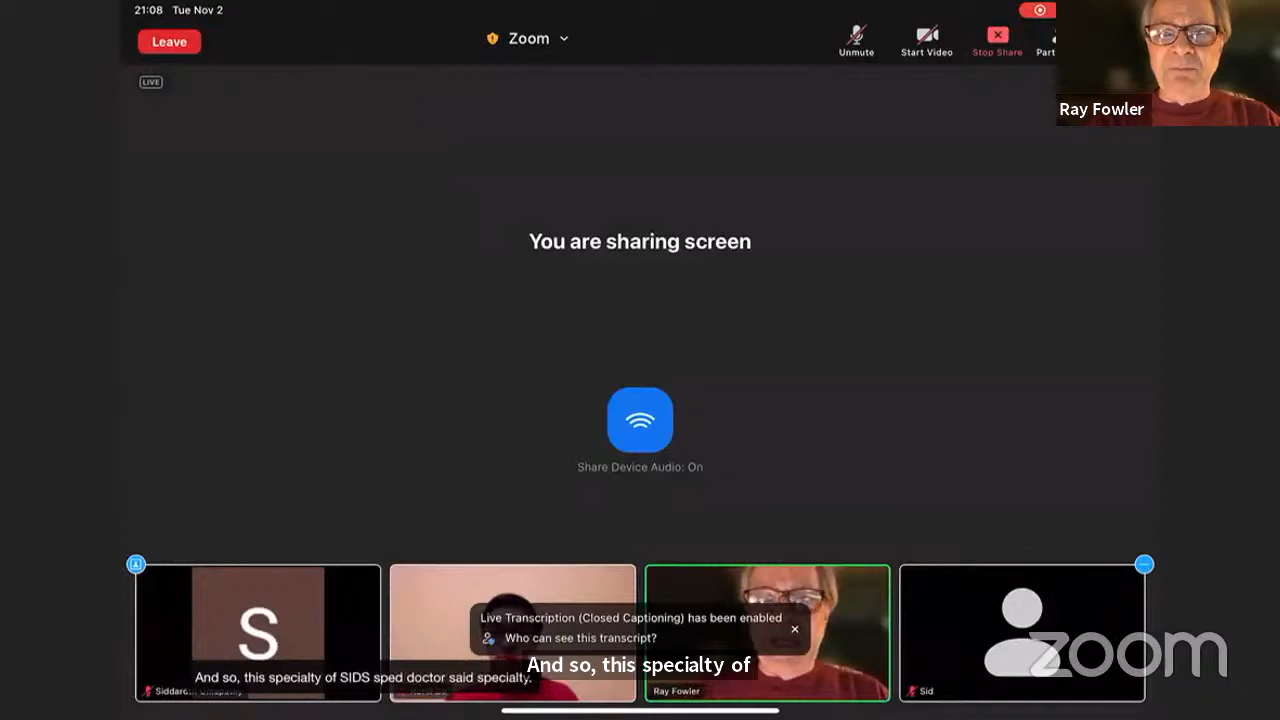 21:08 Tue Nov 2
Leave
Zoom
Unmute
Start Video
Stop Share
Part
Ray Fowler
LIVE
You are sharing screen
Share Device Audio: On
Live Transcription (Closed Captioning) has been enabled
Who can see this transcript?
S
And so, this specialty of
And so, this specialty of SIDS sped doctor said specialty.
Ray Fowler
Sid
zoom